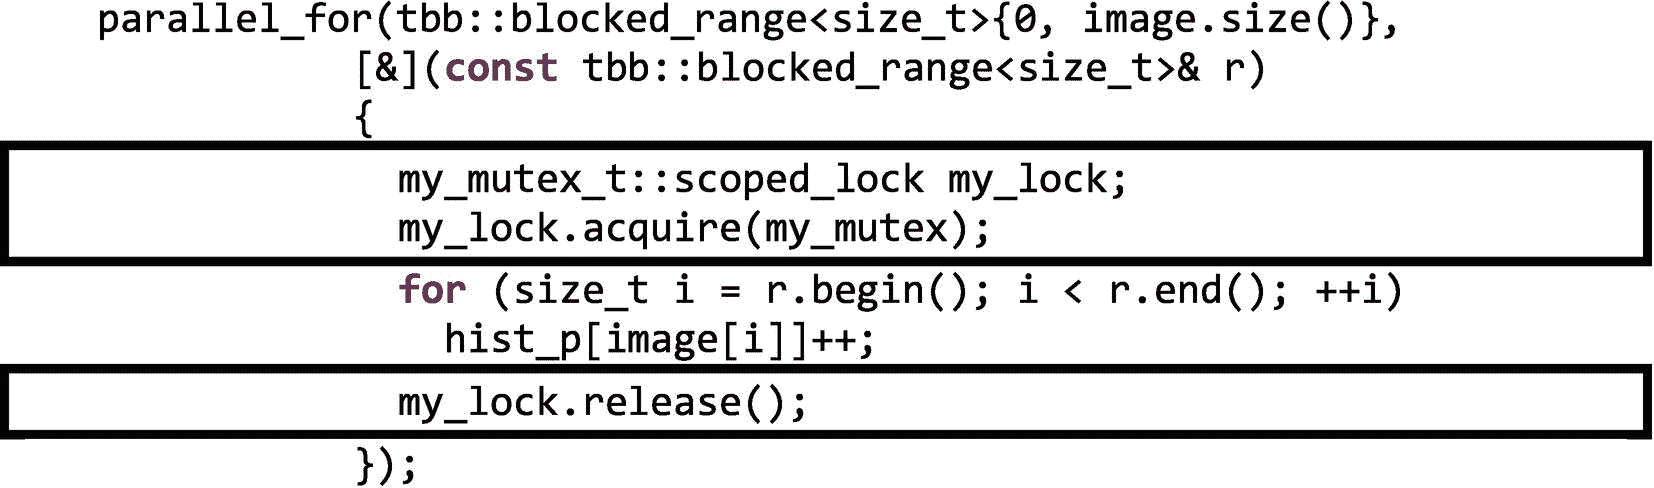 parallel_for(tbb::blocked_range<size_t>{0, image.size()},
[&](const tbb::blocked_range<size_t>& r)
{
my_mutex_t::scoped_lock my_lock;
my_lock.acquire(my_mutex);
for (size_t i = r.begin(); i < r.end(); ++i)
hist_p[image[i]]++;
my_lock.release();
});